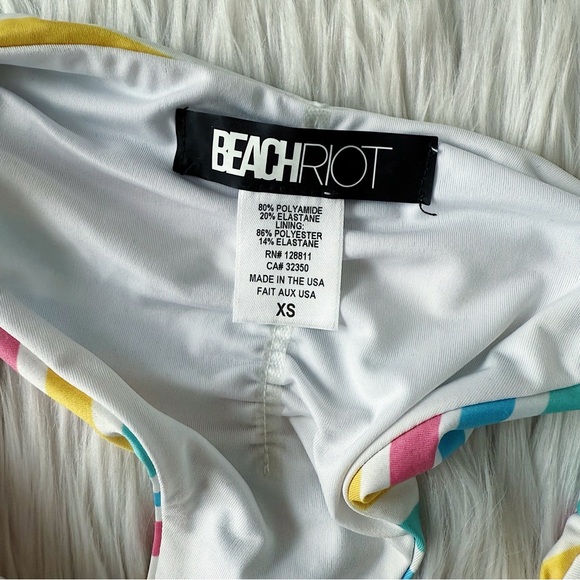 BEACHRIOT
80% POLYAMIDE
20% ELASTANE
LINING:
86% POLYESTER
14% ELASTANE
RN# 128811
CA# 32350
MADE IN THE USA
FAIT AUX USA
XS